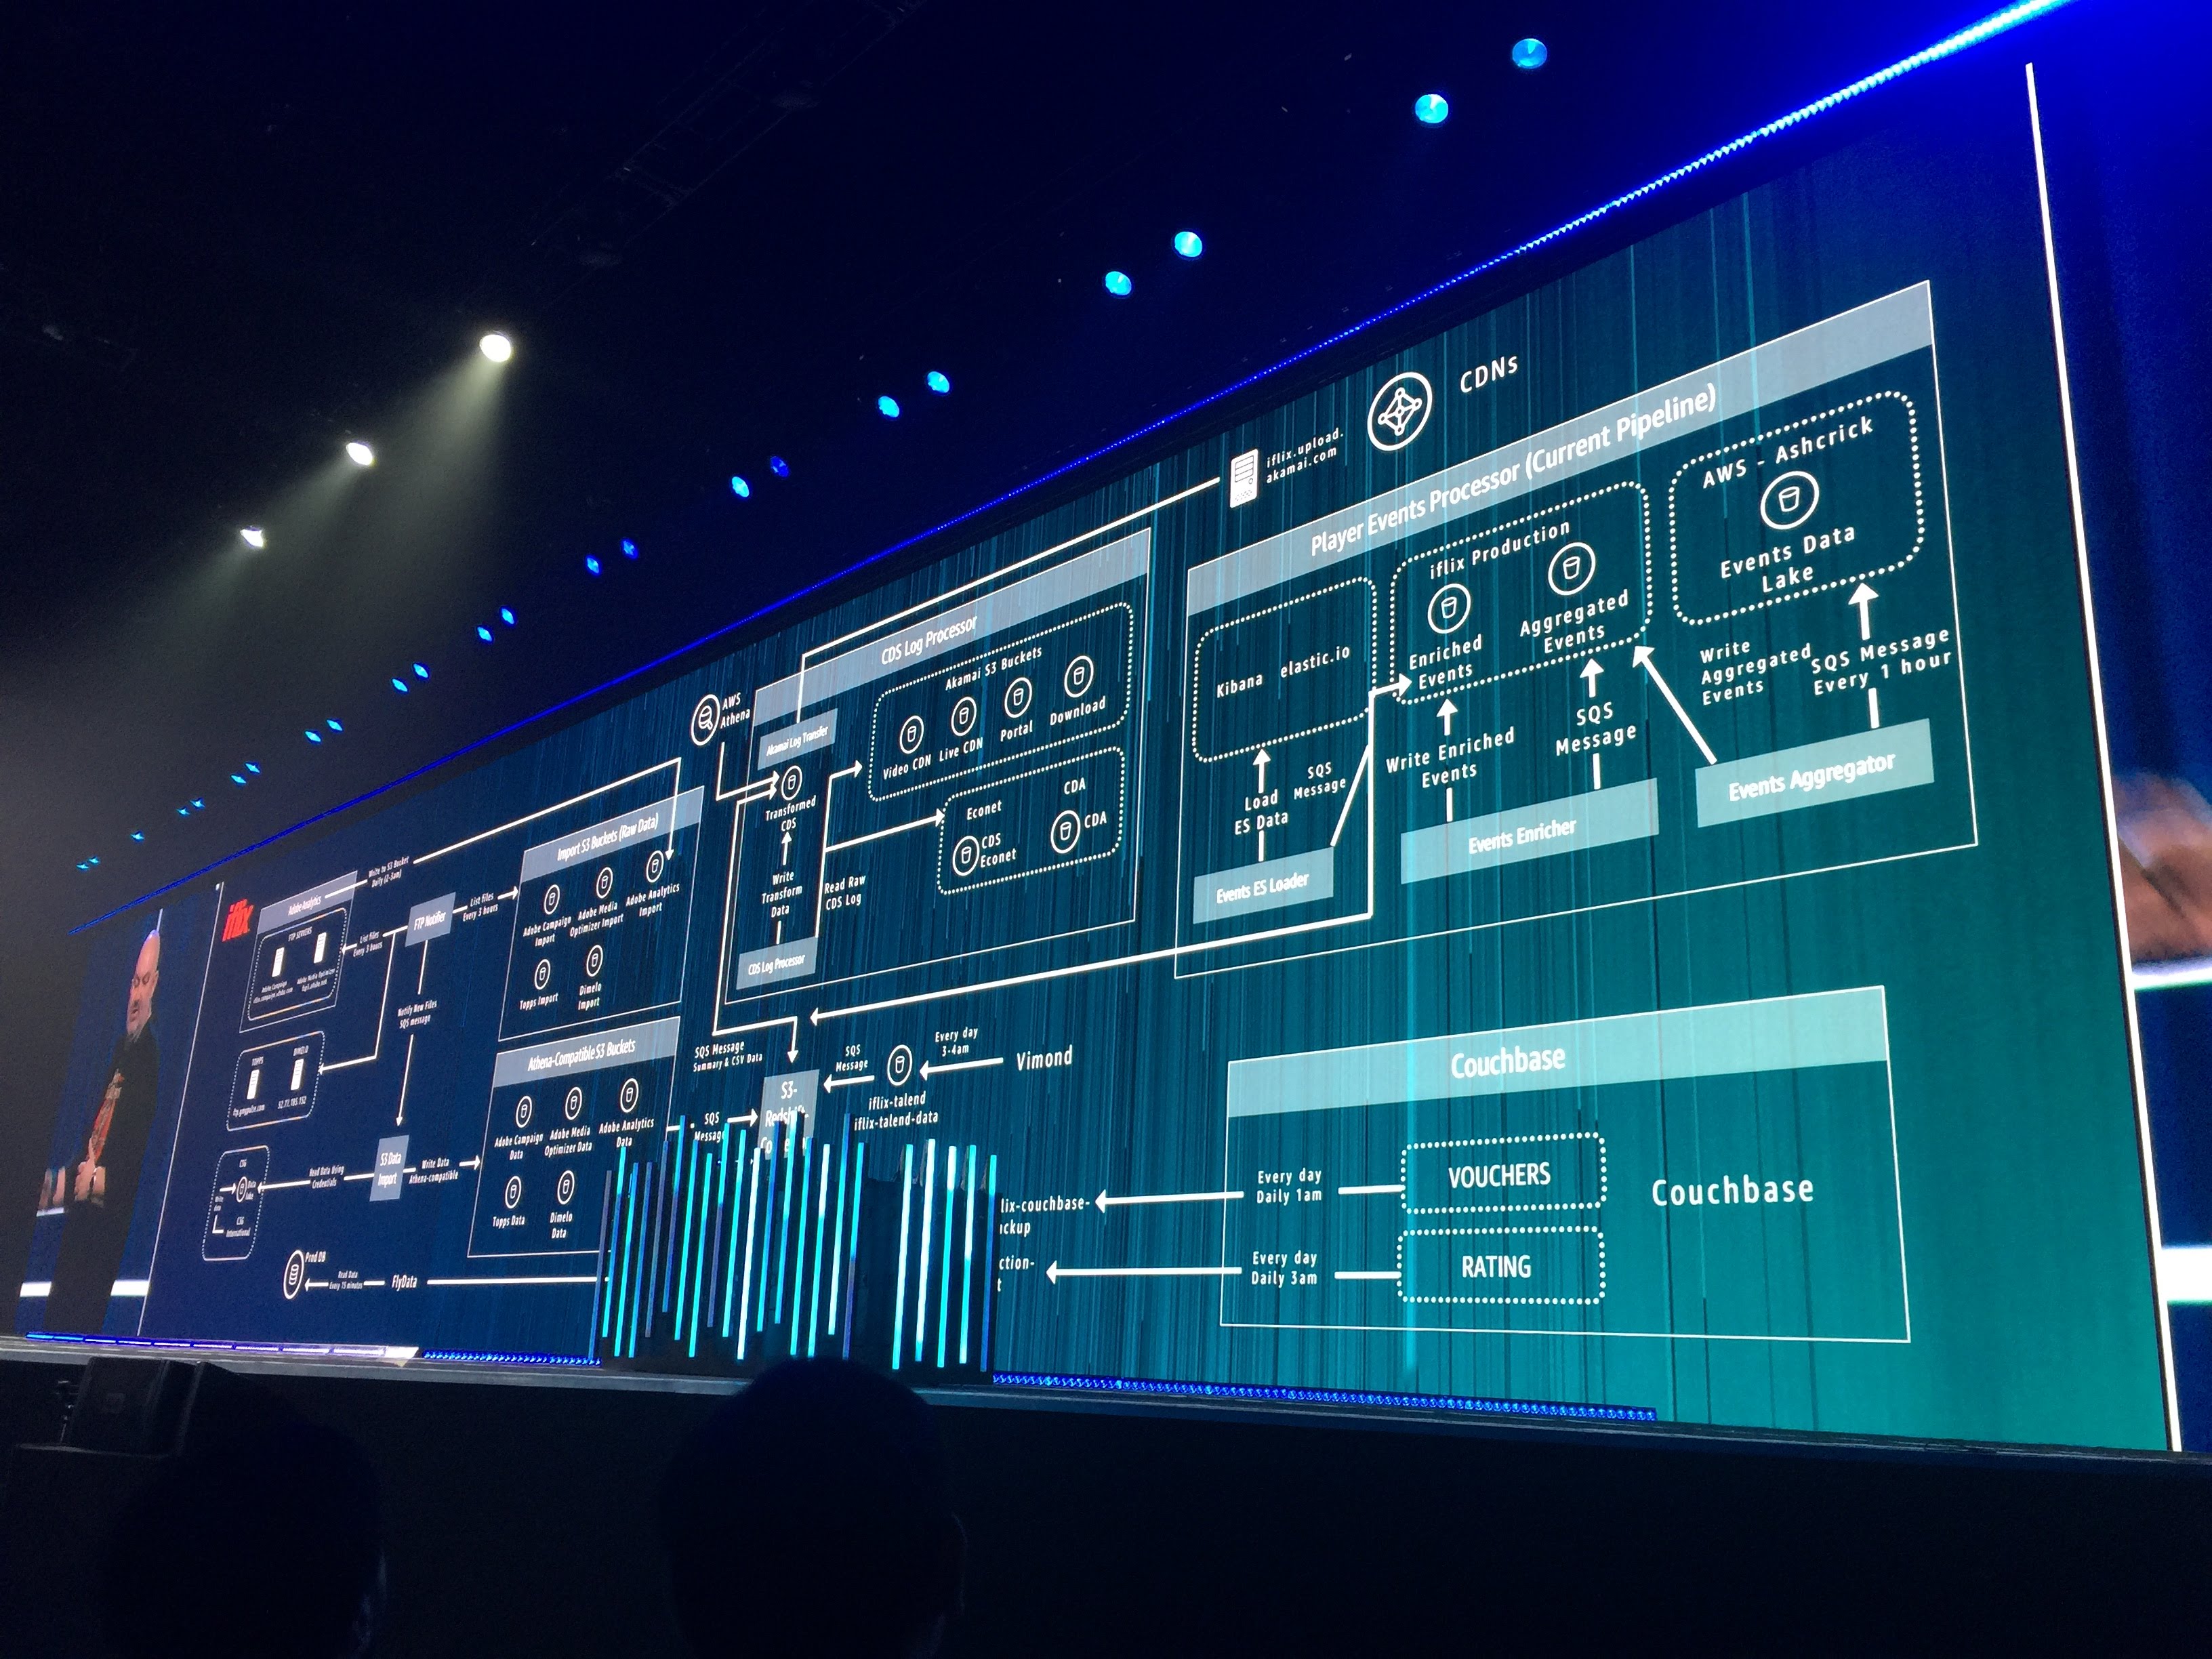 CDNs
iflix.upload.
akamai.com
Player Events Processor (Current Pipeline)
AWS - Ashcrick
Events Data
Lake
iflix Production
Enriched
Events
Aggregated
Events
Kibana
elastic.io
Write
Aggregated
Events
SQS Message
Every 1 hour
SQS
Message
Write Enriched
Events
Load
ES Data
SQS
Message
Events ES Loader
Events Enricher
Events Aggregator
CDS Log Processor
AWS
Athena
Akamai Log Transfer
Akamai S3 Buckets
Video CDN
Live CDN
Portal
Download
Transformed
CDS
Econet
CDA
CDS
Econet
CDA
Write
Transform
Data
Read Raw
CDS Log
CDS Log Processor
iflix
Adobe Analytics
Write to S3 Bucket
FTP SERVERS
List Files
Every 3 hours
FTP Notifier
List Files
Every 3 hours
Import S3 Buckets (Raw Data)
Adobe Campaign
Import
Adobe Media
Optimizer Import
Adobe Analytics
Import
Tapps Import
Dimelo
Import
Notify New Files
SQS message
Athena-Compatible S3 Buckets
Adobe Campaign
Data
Adobe Media
Optimizer Data
Adobe Analytics
Data
Tapps Data
Dimelo
Data
S3 Data
Import
Read Data Using
Credentials
Write Data
Athena-compatible
Prod DB
Read Data
Every 15 minutes
FlyData
SQS Message
Summary & CSV Data
SQS
Message
S3-
SQS
Message
iflix-talend
iflix-talend-data
Every day
3-4am
Vimond
Couchbase
Every day
Daily 1am
VOUCHERS
Couchbase
Every day
Daily 3am
RATING
lix-couchbase-
ckup
ction-